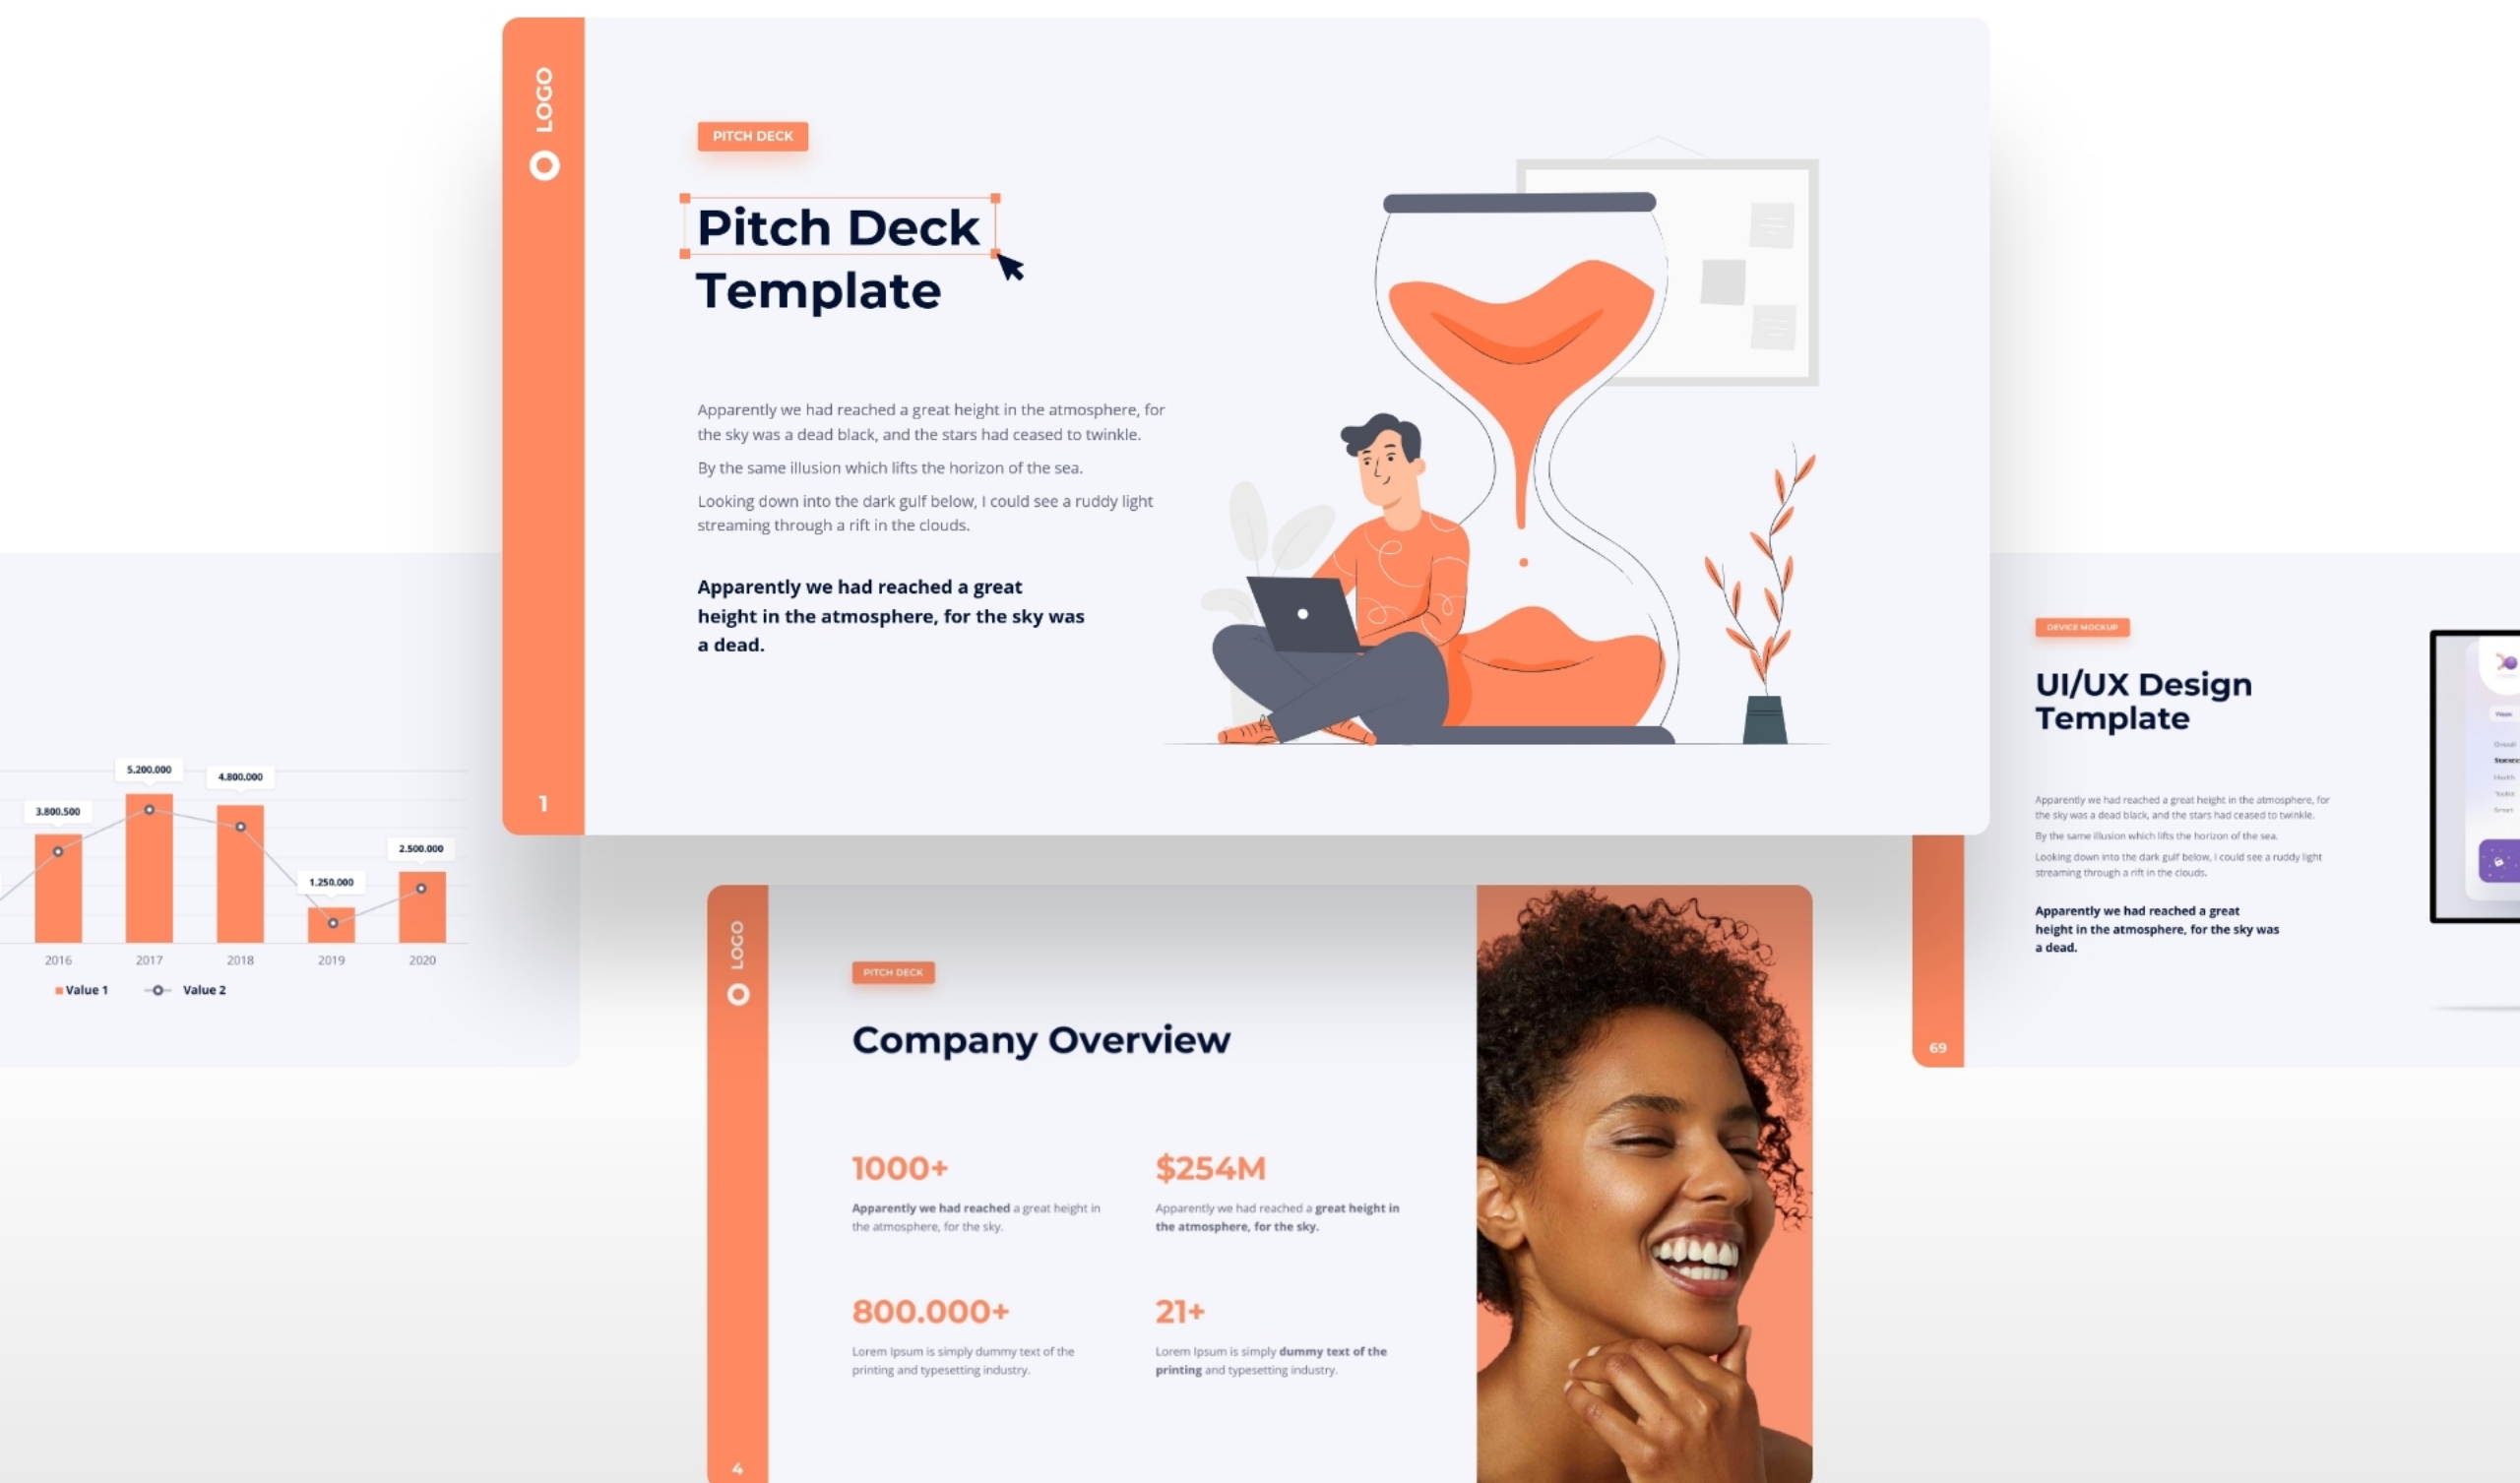 LOGO
PITCH DECK
Pitch Deck
Template
Apparently we had reached a great height in the atmosphere, for
the sky was a dead black, and the stars had ceased to twinkle.
By the same illusion which lifts the horizon of the sea.
Looking down into the dark gulf below, I could see a ruddy light
streaming through a rift in the clouds.
Apparently we had reached a great
height in the atmosphere, for the sky was
a dead.
1
3.800.500
5.200.000
4.800.000
1.250.000
2.500.000
2016 2017 2018 2019 2020
Value 1 Value 2
DEVICE MOCKUP
UI/UX Design
Template
Apparently we had reached a great height in the atmosphere, for
the sky was a dead black, and the stars had ceased to twinkle.
By the same illusion which lifts the horizon of the sea.
Looking down into the dark gulf below, I could see a ruddy light
streaming through a rift in the clouds.
Apparently we had reached a great
height in the atmosphere, for the sky was
a dead.
69
Week
Overall
Health
Toolkit
Smart
LOGO
PITCH DECK
Company Overview
1000+
Apparently we had reached a great height in
the atmosphere, for the sky.
$254M
Apparently we had reached a great height in
the atmosphere, for the sky.
800.000+
Lorem Ipsum is simply dummy text of the
printing and typesetting industry.
21+
Lorem Ipsum is simply dummy text of the
printing and typesetting industry.
4